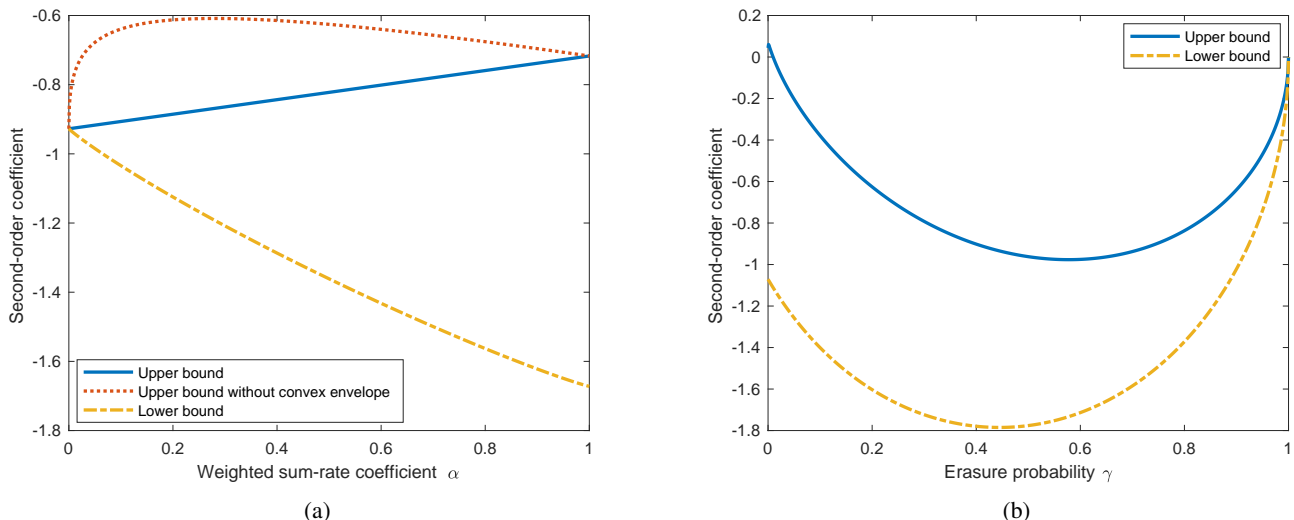 -0.6
-0.8
-1
-1.2
-1.4
-1.6
-1.8
Second-order coefficient
Upper bound
Upper bound without convex envelope
Lower bound
0 0.2 0.4 0.6 0.8 1
Weighted sum-rate coefficient α
(a)
0.2
0
-0.2
-0.4
-0.6
-0.8
-1
-1.2
-1.4
-1.6
-1.8
Second-order coefficient
Upper bound
Lower bound
0 0.2 0.4 0.6 0.8 1
Erasure probability γ
(b)